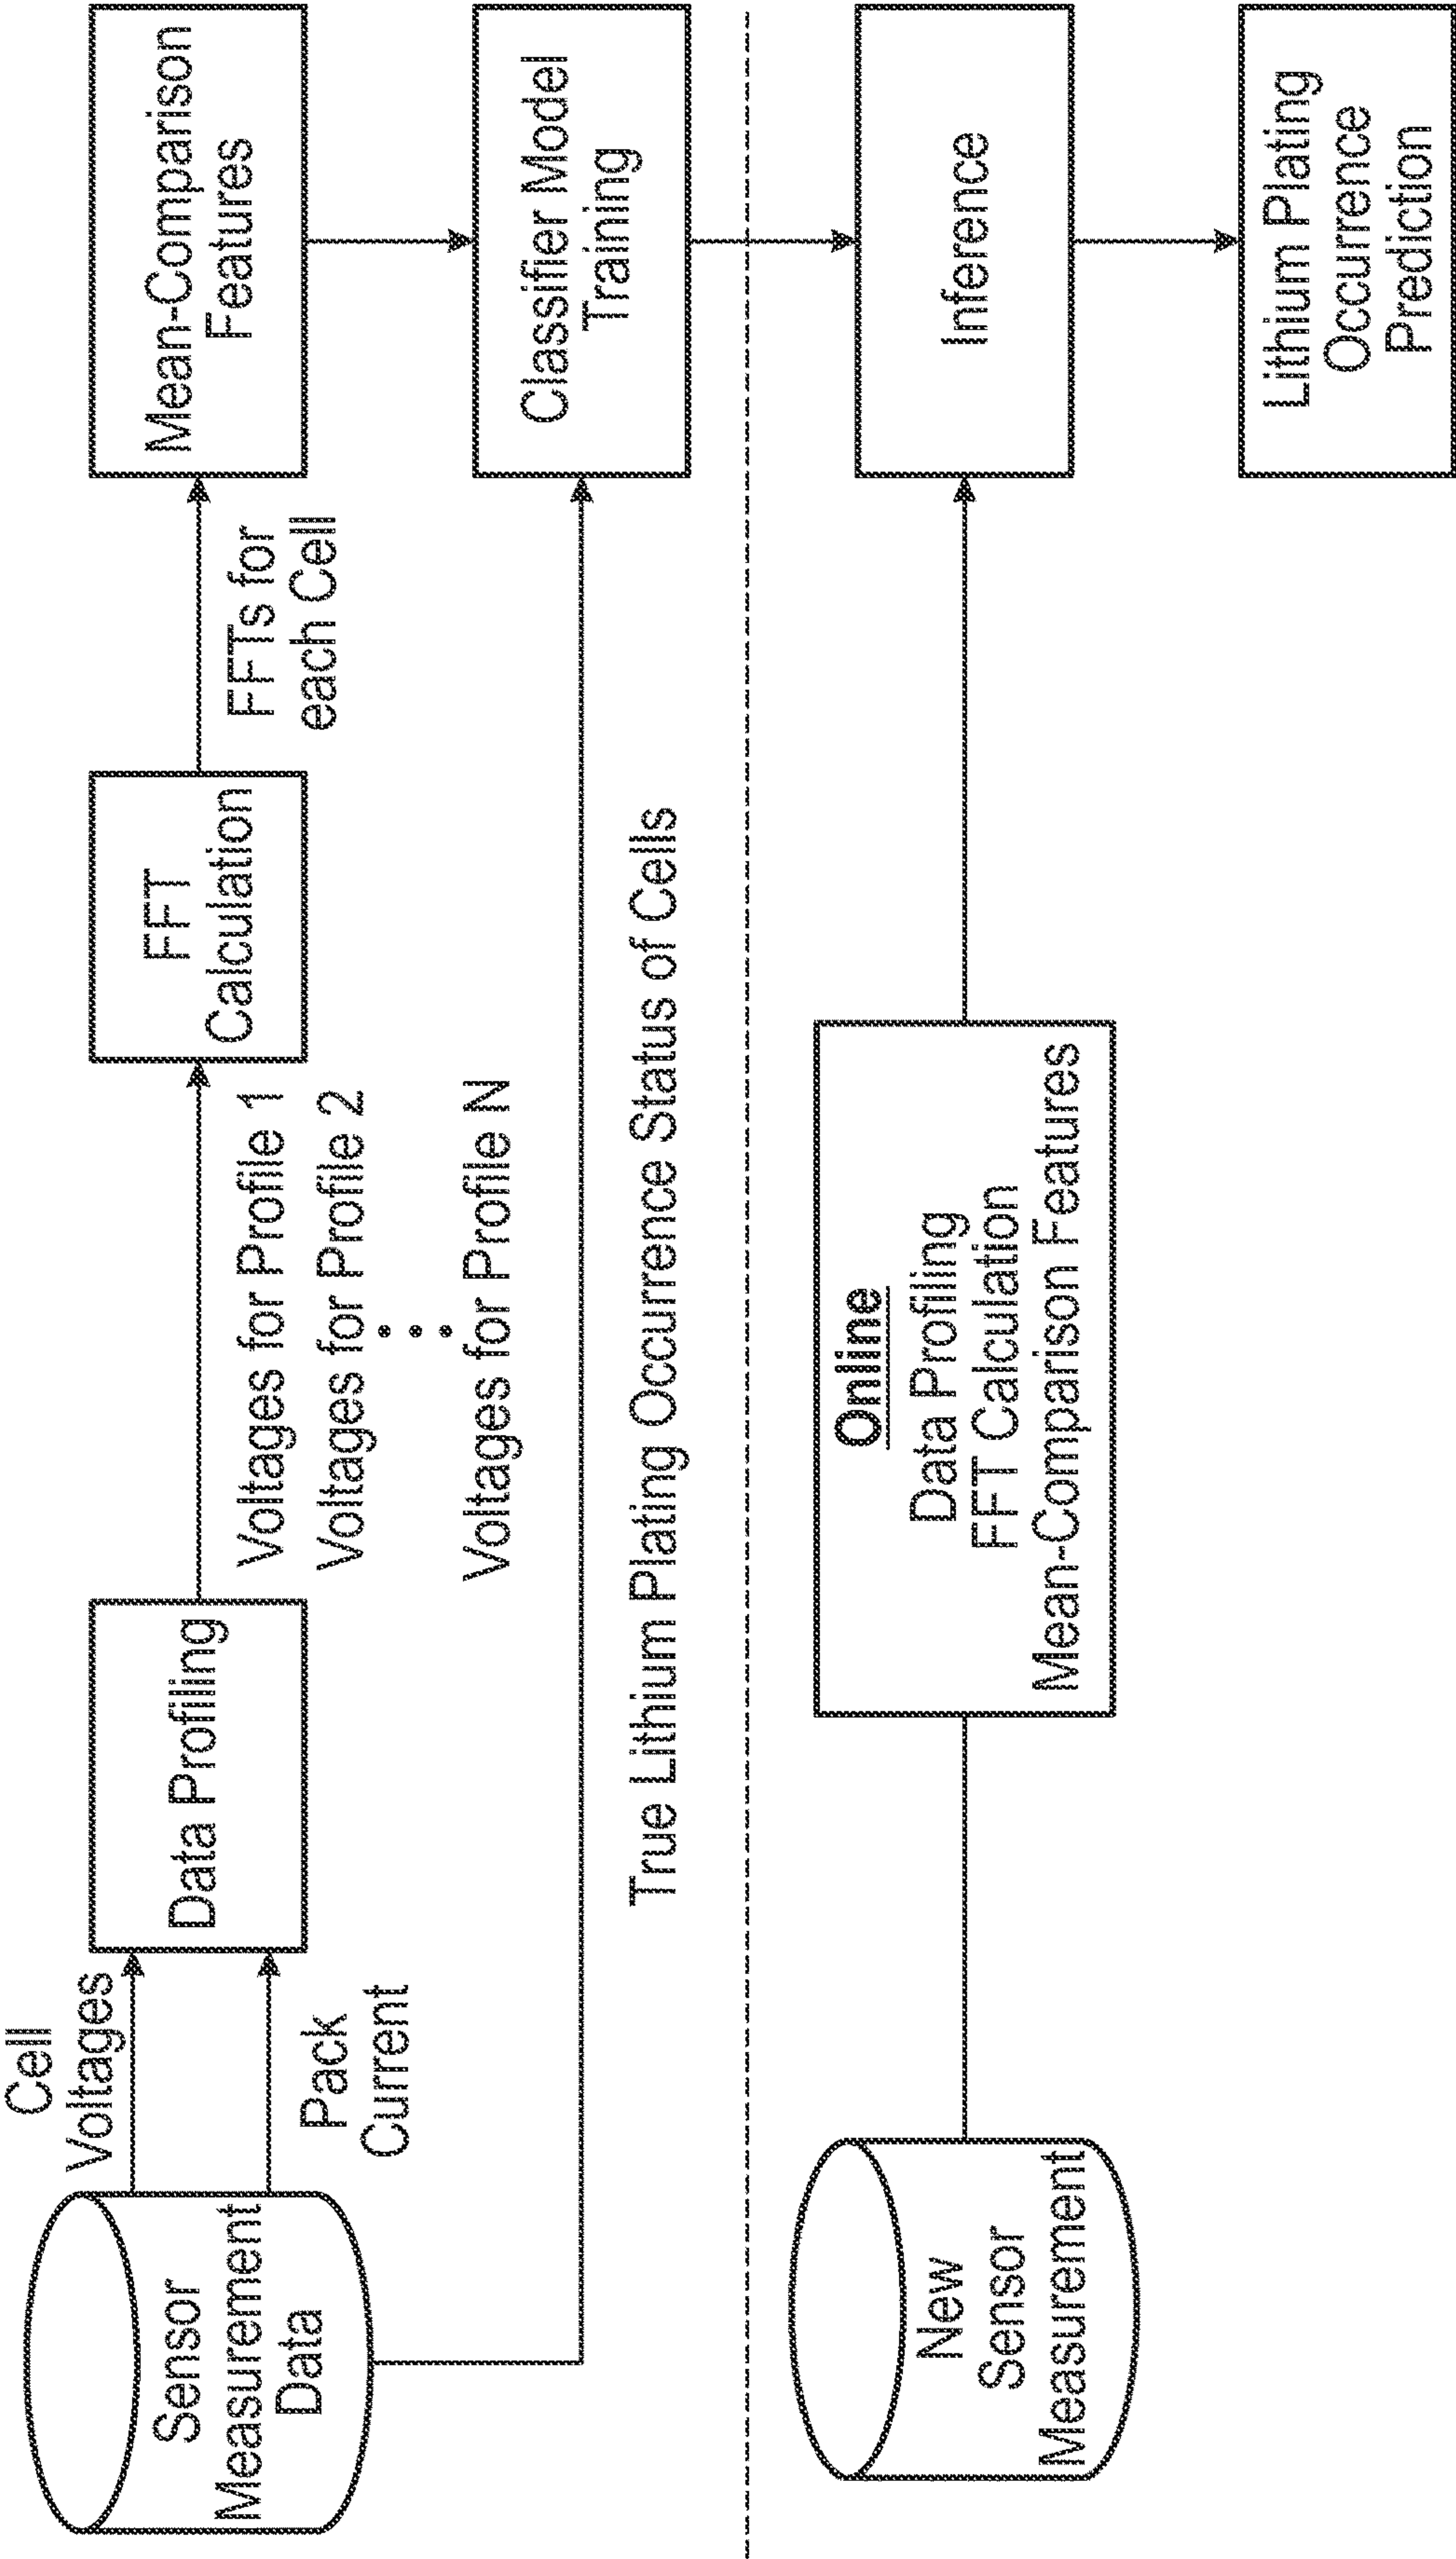 Sensor
Measurement
Data
Cell
Voltages
Pack
Current
Data Profiling
Voltages for Profile 1
Voltages for Profile 2
Voltages for Profile N
FFT
Calculation
FFTs for
each Cell
Mean-Comparison
Features
True Lithium Plating Occurrence Status of Cells
Classifier Model
Training
New
Sensor
Measurement
Online
Data Profiling
FFT Calculation
Mean-Comparison Features
Inference
Lithium Plating
Occurrence
Prediction